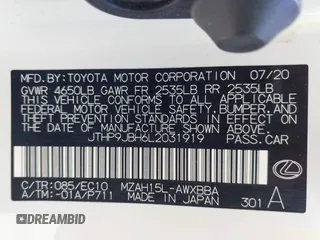 MFD.BY:TOYOTA MOTOR CORPORATION 07/20
GVWR 4650LB GAWR FR 2535LB RR 2535LB
THIS VEHICLE CONFORMS TO ALL APPLICABLE
FEDERAL MOTOR VEHICLE SAFETY, BUMPER, AND
THEFT PREVENTION STANDARDS IN EFFECT ON
THE DATE OF MANUFACTURE SHOWN ABOVE.
JTHP9JBH6L2031919 PASS.CAR
C/TR:085/EC10 MZAH15L-AWXBBA
A/TM:-01A/P711 MADE IN JAPAN 301 A
CARDEALERBID